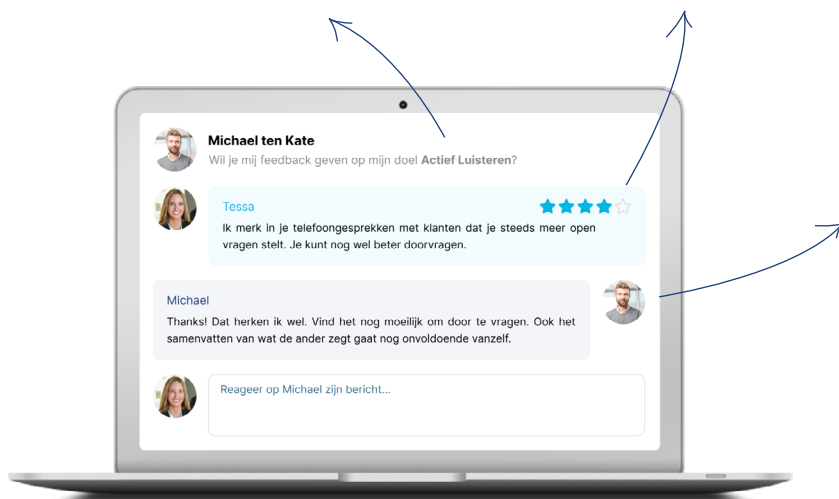 Michael ten Kate
Wil je mij feedback geven op mijn doel Actief Luisteren?
Tessa
Ik merk in je telefoongesprekken met klanten dat je steeds meer open
vragen stelt. Je kunt nog wel beter doorvragen.
Michael
Thanks! Dat herken ik wel. Vind het nog moeilijk om door te vragen. Ook het
samenvatten van wat de ander zegt gaat nog onvoldoende vanzelf.
Reageer op Michael zijn bericht...